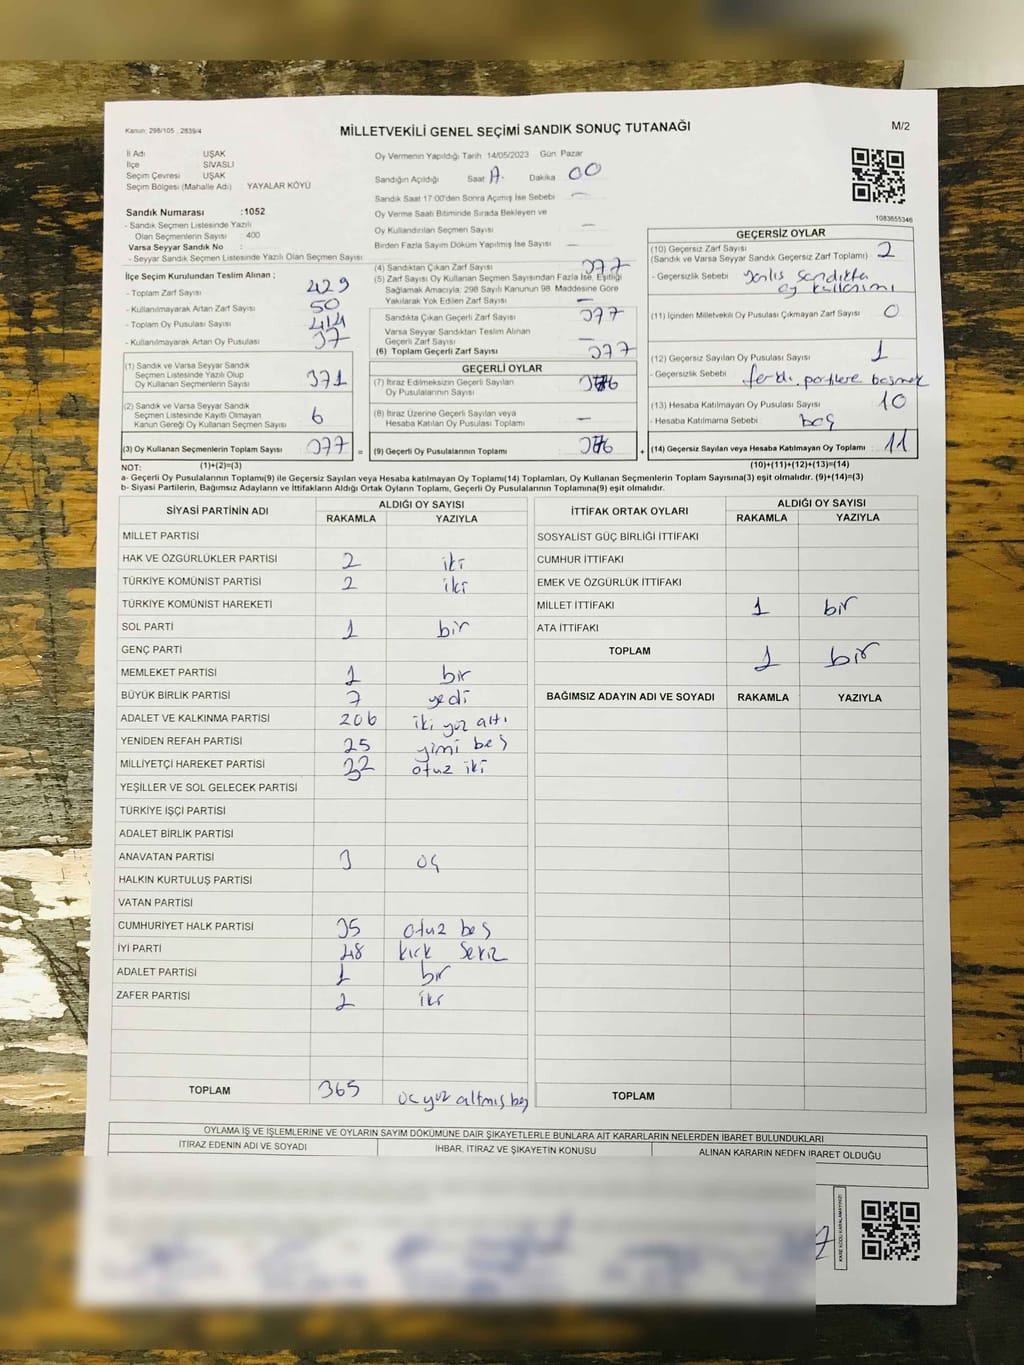 Kanun; 298/105 , 2839/4
MİLLETVEKİLİ GENEL SEÇİMİ SANDIK SONUÇ TUTANAĞI
M/2
İl Adı UŞAK
İlçe SİVASLI
Seçim Çevresi UŞAK
Seçim Bölgesi (Mahalle Adı) YAYALAR KÖYÜ
Sandık Numarası :1052
- Sandık Seçmen Listesinde Yazılı
Olan Seçmenlerin Sayısı : 400
Varsa Seyyar Sandık No :
- Seyyar Sandık Seçmen Listesinde Yazılı Olan Seçmen Sayısı
Oy Vermenin Yapıldığı Tarih 14/05/2023 Gün Pazar
Sandığın Açıldığı Saat Dakika 00
Sandık Saat 17:00'den Sonra Açılmış İse Sebebi —
Oy Verme Saati Bitiminde Sırada Bekleyen ve
Oy Kullandırılan Seçmen Sayısı —
Birden Fazla Sayım Döküm Yapılmış İse Sayısı —
1083655346
İlçe Seçim Kurulundan Teslim Alınan ;
- Toplam Zarf Sayısı 429
- Kullanılmayarak Artan Zarf Sayısı 50
- Toplam Oy Pusulası Sayısı 414
- Kullanılmayarak Artan Oy Pusulası 37
(1) Sandık ve Varsa Seyyar Sandık
Seçmen Listesinde Yazılı Olup
Oy Kullanan Seçmenlerin Sayısı 371
(2) Sandık ve Varsa Seyyar Sandık
Seçmen Listesinde Kayıtlı Olmayan
Kanun Gereği Oy Kullanan Seçmen Sayısı 6
(3) Oy Kullanan Seçmenlerin Toplam Sayısı 377 =
(4) Sandıktan Çıkan Zarf Sayısı 377
(5) Zarf Sayısı Oy Kullanan Seçmen Sayısından Fazla İse, Eşitliği
Sağlamak Amacıyla; 298 Sayılı Kanunun 98. Maddesine Göre
Yakılarak Yok Edilen Zarf Sayısı —
Sandıkta Çıkan Geçerli Zarf Sayısı 377
Varsa Seyyar Sandıktan Teslim Alınan
Geçerli Zarf Sayısı —
(6) Toplam Geçerli Zarf Sayısı 377
GEÇERLİ OYLAR
(7) İtiraz Edilmeksizin Geçerli Sayılan
Oy Pusulalarının Sayısı
(8) İtiraz Üzerine Geçerli Sayılan veya
Hesaba Katılan Oy Pusulası Toplamı —
(9) Geçerli Oy Pusulalarının Toplamı +
GEÇERSİZ OYLAR
(10) Geçersiz Zarf Sayısı
(Sandık ve Varsa Seyyar Sandık Geçersiz Zarf Toplamı) 2
- Geçersizlik Sebebi Yanlış sandıkta
oy kullanımı
(11) İçinden Milletvekili Oy Pusulası Çıkmayan Zarf Sayısı 0
(12) Geçersiz Sayılan Oy Pusulası Sayısı 1
- Geçersizlik Sebebi farklı partilere basmak
(13) Hesaba Katılmayan Oy Pusulası Sayısı 10
- Hesaba Katılmama Sebebi boş
(14) Geçersiz Sayılan veya Hesaba Katılmayan Oy Toplamı 11
NOT: (1)+(2)=(3) (10)+(11)+(12)+(13)=(14)
a- Geçerli Oy Pusulalarının Toplamı(9) ile Geçersiz Sayılan veya Hesaba katılmayan Oy Toplamı(14) Toplamları, Oy Kullanan Seçmenlerin Toplam Sayısına(3) eşit olmalıdır. (9)+(14)=(3)
b- Siyasi Partilerin, Bağımsız Adayların ve İttifakların Aldığı Ortak Oyların Toplamı, Geçerli Oy Pusulalarının Toplamına(9) eşit olmalıdır.
SİYASİ PARTİNİN ADI ALDIĞI OY SAYISI
RAKAMLA YAZIYLA
MİLLET PARTİSİ
HAK VE ÖZGÜRLÜKLER PARTİSİ 2 iki
TÜRKİYE KOMÜNİST PARTİSİ 2 iki
TÜRKİYE KOMÜNİST HAREKETİ
SOL PARTİ 1 bir
GENÇ PARTİ
MEMLEKET PARTİSİ 1 bir
BÜYÜK BİRLİK PARTİSİ 7 yedi
ADALET VE KALKINMA PARTİSİ 206 iki yüz altı
YENİDEN REFAH PARTİSİ 25 yimi beş
MİLLİYETÇİ HAREKET PARTİSİ 32 otuz iki
YEŞİLLER VE SOL GELECEK PARTİSİ
TÜRKİYE İŞÇİ PARTİSİ
ADALET BİRLİK PARTİSİ
ANAVATAN PARTİSİ 3 üç
HALKIN KURTULUŞ PARTİSİ
VATAN PARTİSİ
CUMHURİYET HALK PARTİSİ 35 otuz beş
İYİ PARTİ 48 kırk sekiz
ADALET PARTİSİ 1 bir
ZAFER PARTİSİ 2 iki
TOPLAM 365 üçyüz altmış beş
İTTİFAK ORTAK OYLARI ALDIĞI OY SAYISI
RAKAMLA YAZIYLA
SOSYALİST GÜÇ BİRLİĞİ İTTİFAKI
CUMHUR İTTİFAKI
EMEK VE ÖZGÜRLÜK İTTİFAKI
MİLLET İTTİFAKI 1 bir
ATA İTTİFAKI
TOPLAM 1 bir
BAĞIMSIZ ADAYIN ADI VE SOYADI RAKAMLA YAZIYLA
TOPLAM
OYLAMA İŞ VE İŞLEMLERİNE VE OYLARIN SAYIM DÖKÜMÜNE DAİR ŞİKAYETLERLE BUNLARA AİT KARARLARIN NELERDEN İBARET BULUNDUKLARI
İTİRAZ EDENİN ADI VE SOYADI İHBAR, İTİRAZ VE ŞİKAYETİN KONUSU ALINAN KARARIN NEDEN İBARET OLDUĞU
KARE KODU KARALAMAYINIZ!